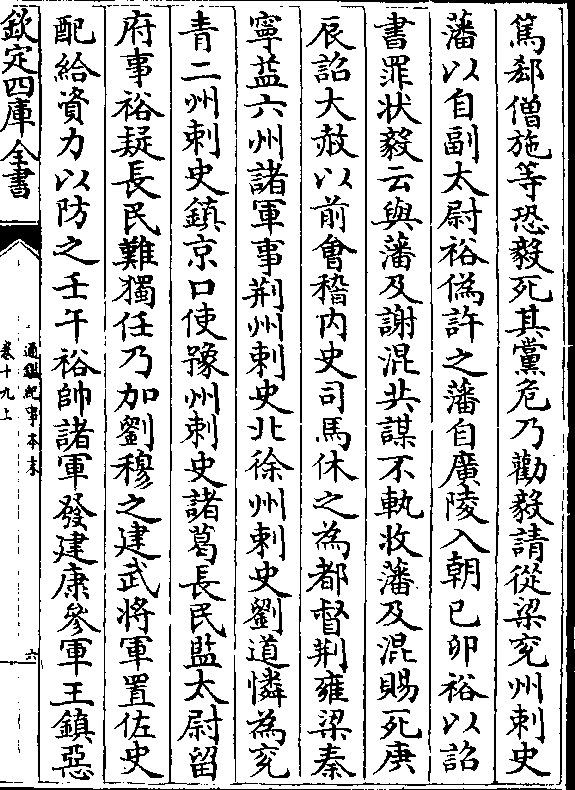 篤郄僧施等恐毅死其黨危乃勸毅請從梁兗州刺史
藩以自副太尉裕偽許之藩自廣陵入朝已卯裕以詔
書罪状毅云與藩及謝混共謀不軌收藩及混賜死庚
辰詔大赦以前會稽内史司馬休之為都督荆雍梁秦
寧益六州諸軍事荆州刺史北徐州刺史劉道憐為兗
青二州刺史鎮京口使豫州刺史諸葛長民監太尉留
府事裕疑長民難獨任乃加劉穆之建武將軍置佐史
配給資力以防之壬午裕帥諸軍發建康參軍王鎮惡
欽定四庫全書
通鑑紀事本末
卷十九上
六